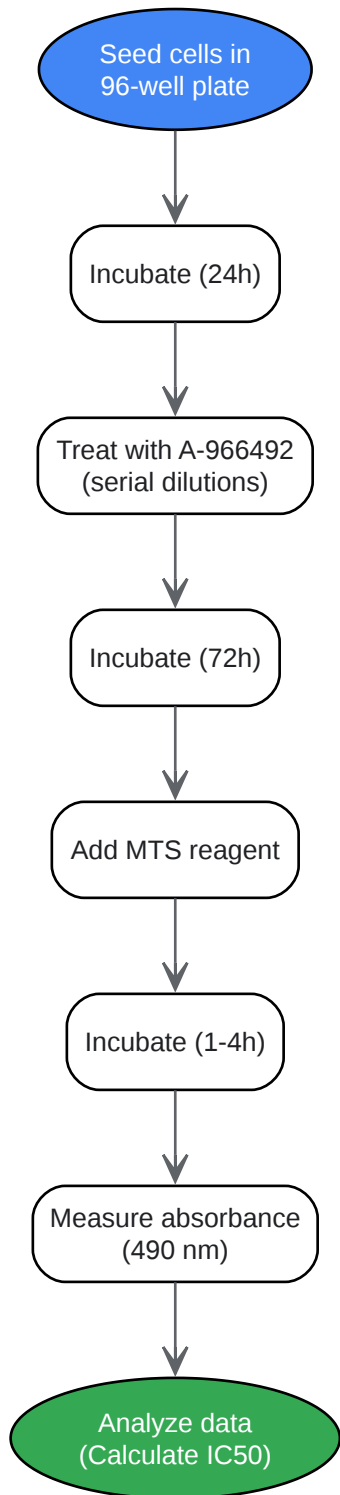 Seed cells in
96-well plate
Incubate (24h)
Treat with A-966492
(serial dilutions)
Incubate (72h)
Add MTS reagent
Incubate (1-4h)
Measure absorbance
(490 nm)
Analyze data
(Calculate IC50)